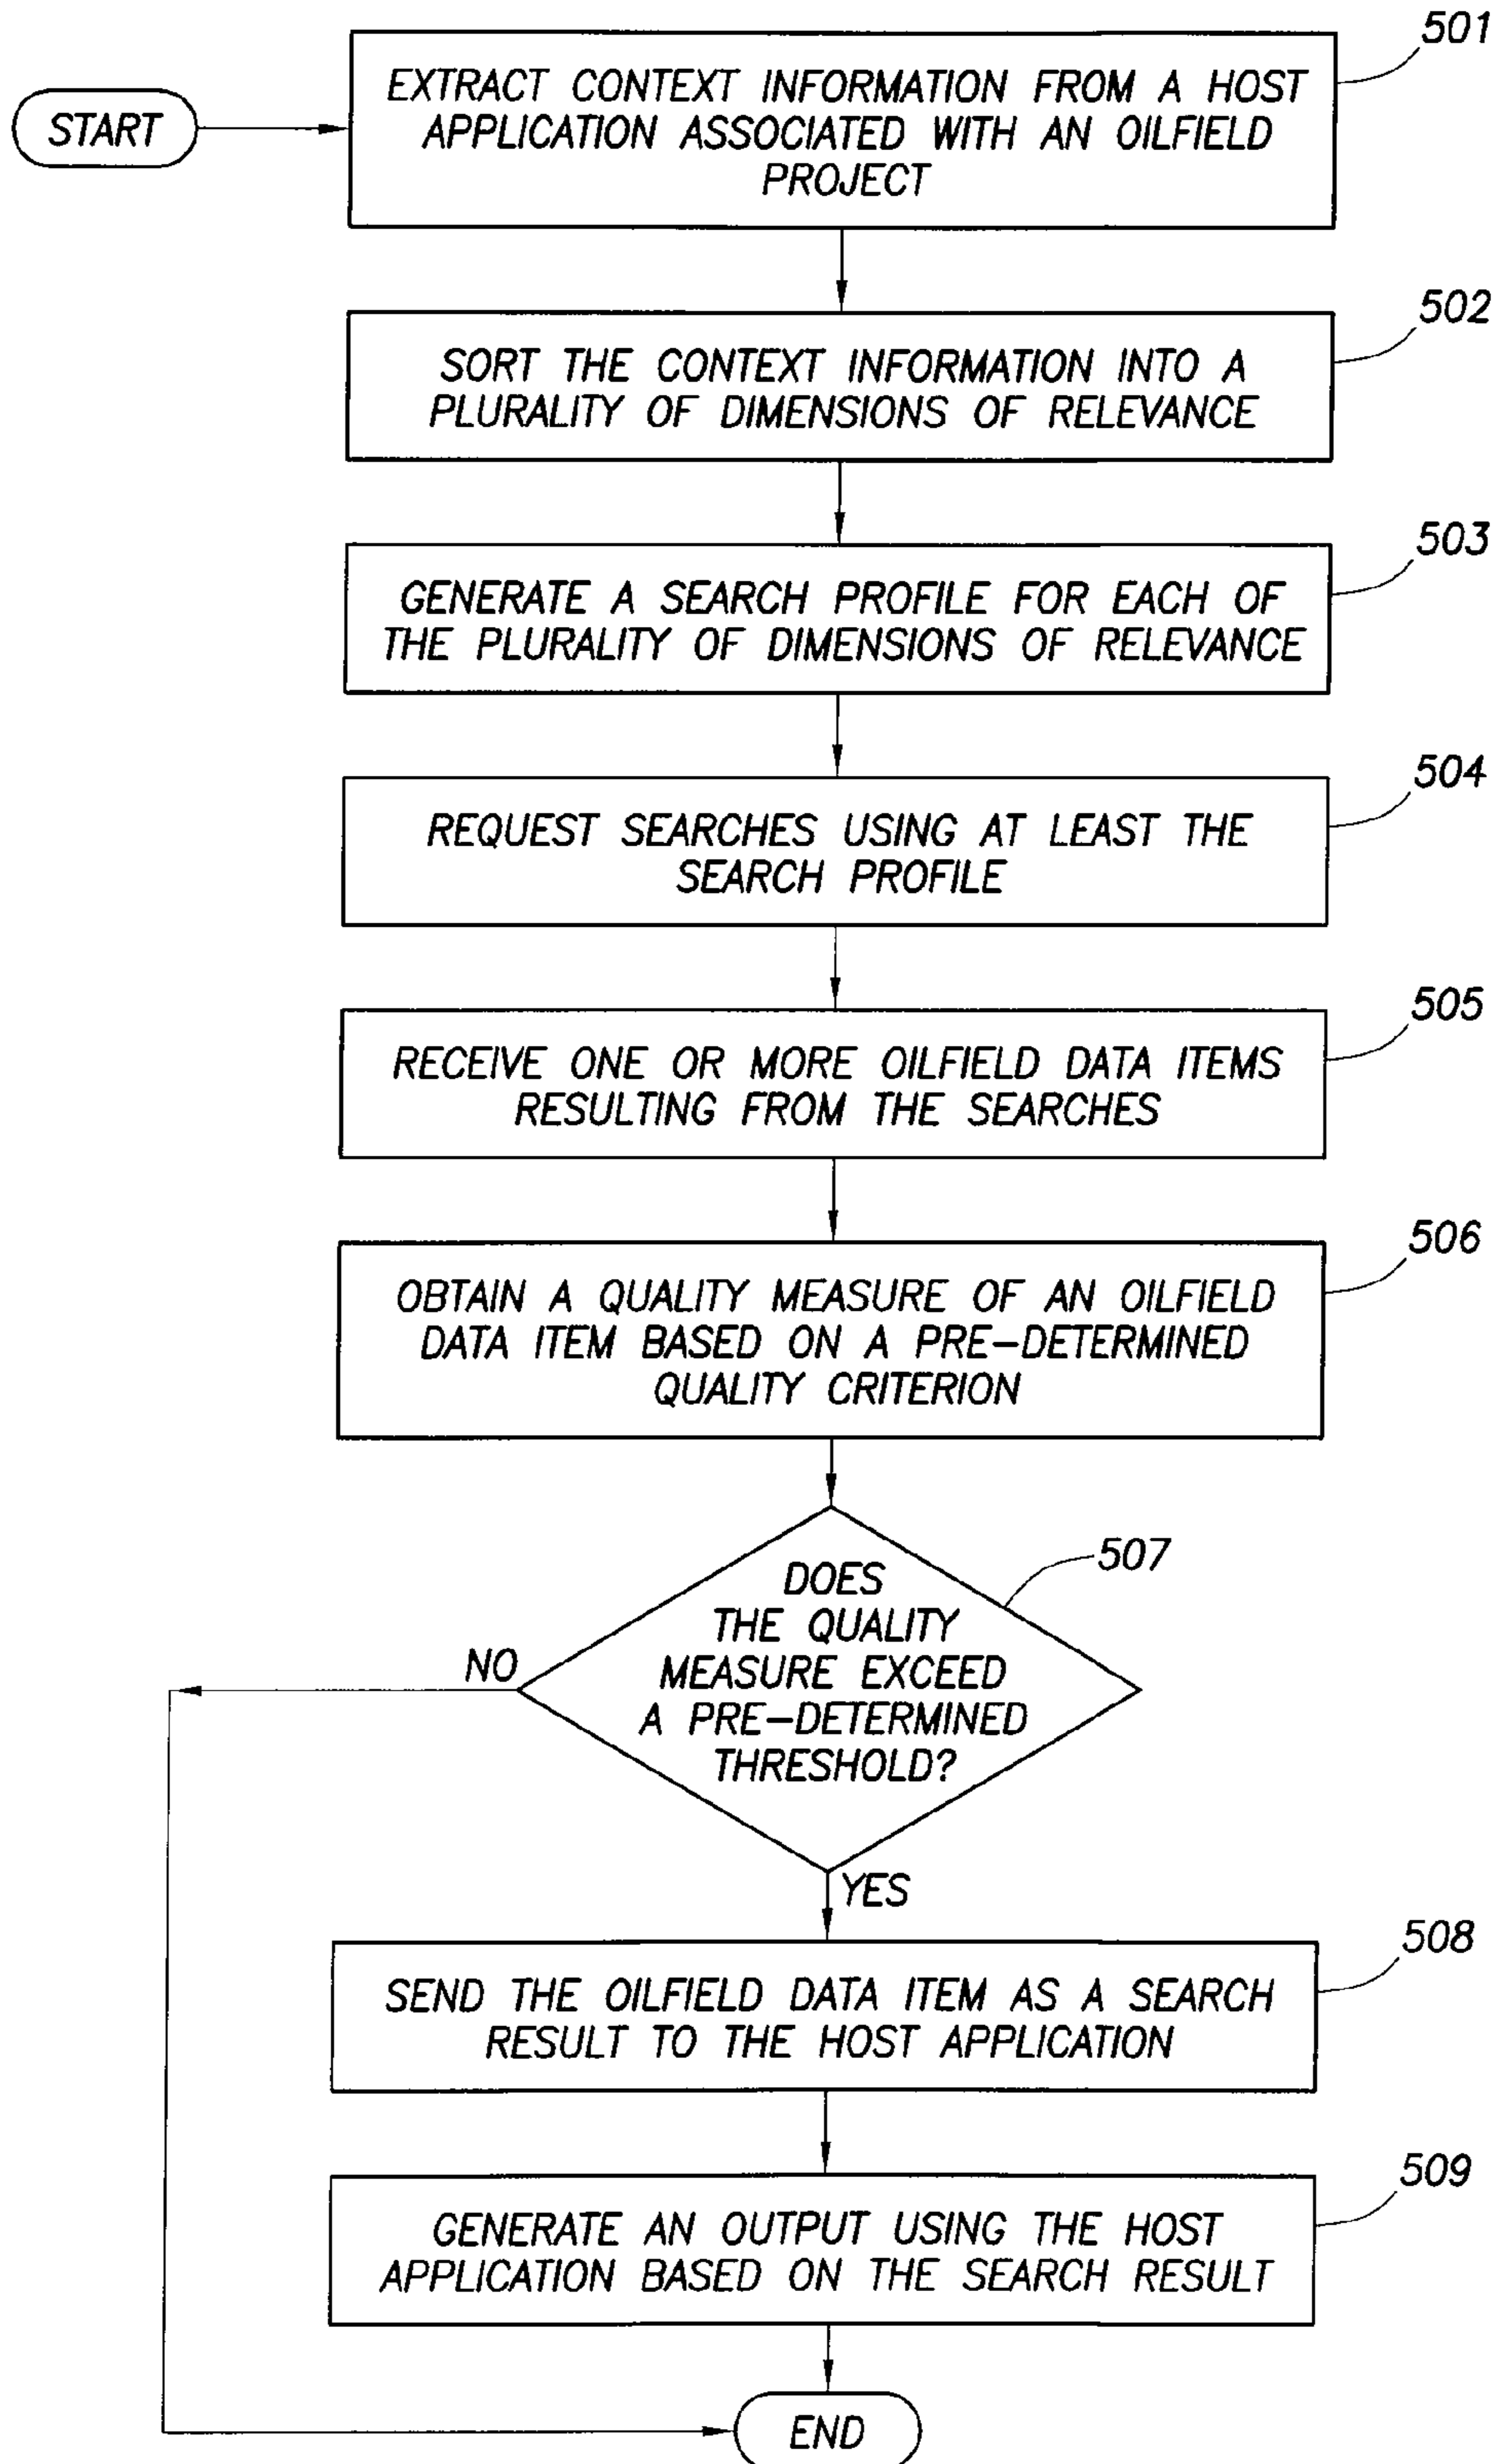 START
EXTRACT CONTEXT INFORMATION FROM A HOST
APPLICATION ASSOCIATED WITH AN OILFIELD
PROJECT
501
SORT THE CONTEXT INFORMATION INTO A
PLURALITY OF DIMENSIONS OF RELEVANCE
502
GENERATE A SEARCH PROFILE FOR EACH OF
THE PLURALITY OF DIMENSIONS OF RELEVANCE
503
REQUEST SEARCHES USING AT LEAST THE
SEARCH PROFILE
504
RECEIVE ONE OR MORE OILFIELD DATA ITEMS
RESULTING FROM THE SEARCHES
505
OBTAIN A QUALITY MEASURE OF AN OILFIELD
DATA ITEM BASED ON A PRE-DETERMINED
QUALITY CRITERION
506
DOES
THE QUALITY
MEASURE EXCEED
A PRE-DETERMINED
THRESHOLD?
507
NO
YES
SEND THE OILFIELD DATA ITEM AS A SEARCH
RESULT TO THE HOST APPLICATION
508
GENERATE AN OUTPUT USING THE HOST
APPLICATION BASED ON THE SEARCH RESULT
509
END